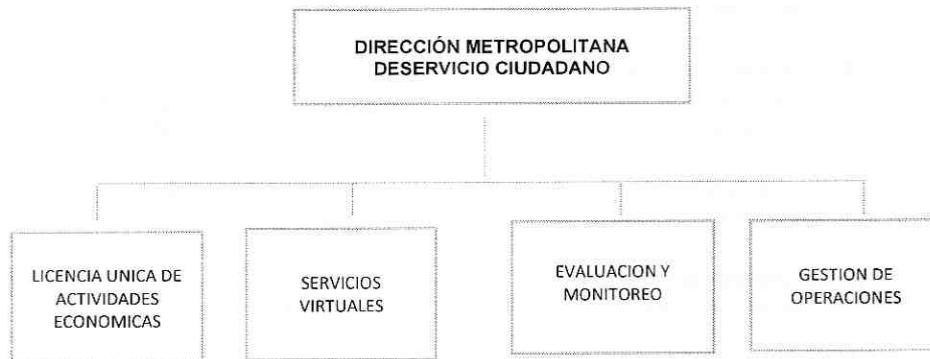 DIRECCIÓN METROPOLITANA
DESERVICIO CIUDADANO
LICENCIA UNICA DE
ACTIVIDADES
ECONOMICAS
SERVICIOS
VIRTUALES
EVALUACION Y
MONITOREO
GESTION DE
OPERACIONES